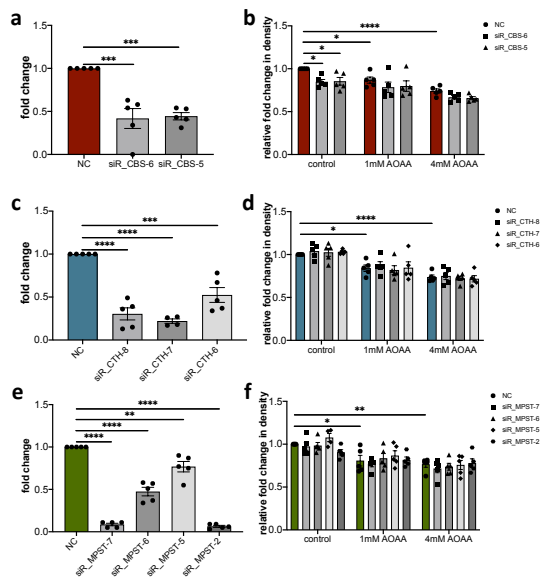 a
fold change
1.5
1.0
0.5
0.0
***
***
NC
siR_CBS-6
siR_CBS-5
b
relative fold change in density
1.5
1.0
0.5
0.0
****
*
*
*
control
1mM AOAA
4mM AOAA
NC
siR_CBS-6
siR_CBS-5
c
fold change
1.5
1.0
0.5
0.0
***
****
****
NC
siR_CTH-8
siR_CTH-7
siR_CTH-6
d
relative fold change in density
1.5
1.0
0.5
0.0
****
*
control
1mM AOAA
4mM AOAA
NC
siR_CTH-8
siR_CTH-7
siR_CTH-6
e
fold change
1.5
1.0
0.5
0.0
****
**
****
****
NC
siR_MPST-7
siR_MPST-6
siR_MPST-5
siR_MPST-2
f
relative fold change in density
1.5
1.0
0.5
0.0
**
*
control
1mM AOAA
4mM AOAA
NC
siR_MPST-7
siR_MPST-6
siR_MPST-5
siR_MPST-2